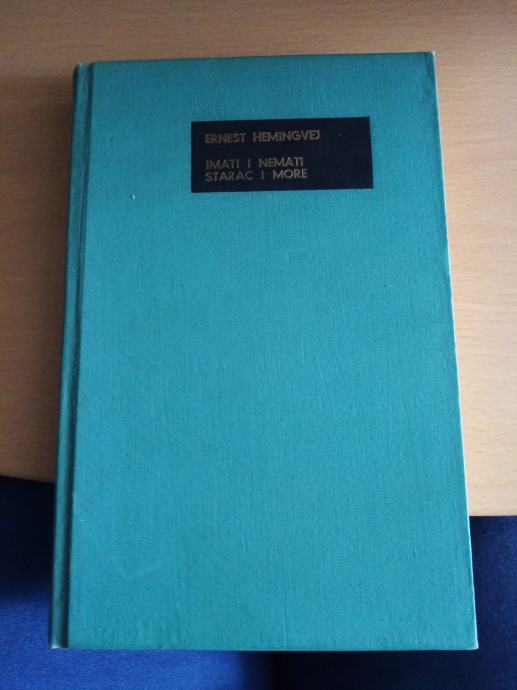 ERNEST HEMINGVEJ
IMATI I NEMATI
STARAC I MORE